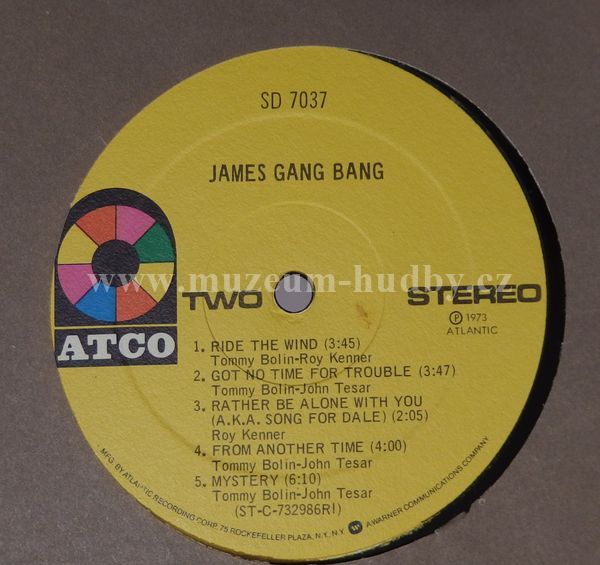 SD 7037
JAMES GANG BANG
www.muzeum-hudby.cz
ATCO
TWO
STEREO
℗ 1973
ATLANTIC
1. RIDE THE WIND (3:45)
Tommy Bolin-Roy Kenner
2. GOT NO TIME FOR TROUBLE (3:47)
Tommy Bolin-John Tesar
3. RATHER BE ALONE WITH YOU
(A.K.A. SONG FOR DALE) (2:05)
Roy Kenner
4. FROM ANOTHER TIME (4:00)
Tommy Bolin-John Tesar
5. MYSTERY (6:10)
Tommy Bolin-John Tesar
(ST-C-732986RI)
MFG. BY ATLANTIC RECORDING CORP. 75 ROCKEFELLER PLAZA, N.Y., N.Y. W A WARNER COMMUNICATIONS COMPANY